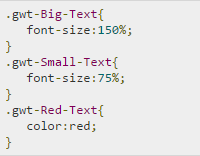 .gwt-Big-Text{
font-size:150%;
}
.gwt-Small-Text{
font-size:75%;
}
.gwt-Red-Text{
color:red;
}